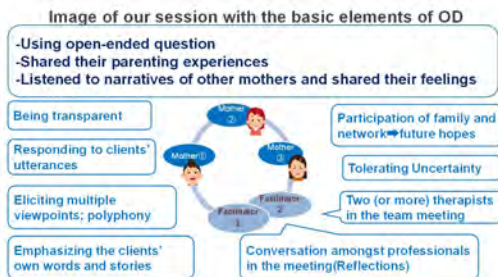 Image of our session with the basic elements of OD
-Using open-ended question
-Shared their parenting experiences
-Listened to narratives of other mothers and shared their feelings
Being transparent
Responding to clients'
utterances
Eliciting multiple
viewpoints; polyphony
Emphasizing the clients'
own words and stories
Mother
②
Mother①
Mother
③
Facilitator
1
Facilitator
2
Participation of family and
network➡future hopes
Tolerating Uncertainty
Two (or more) therapists
in the team meeting
Conversation amongst professionals
in the meeting(Reflections)